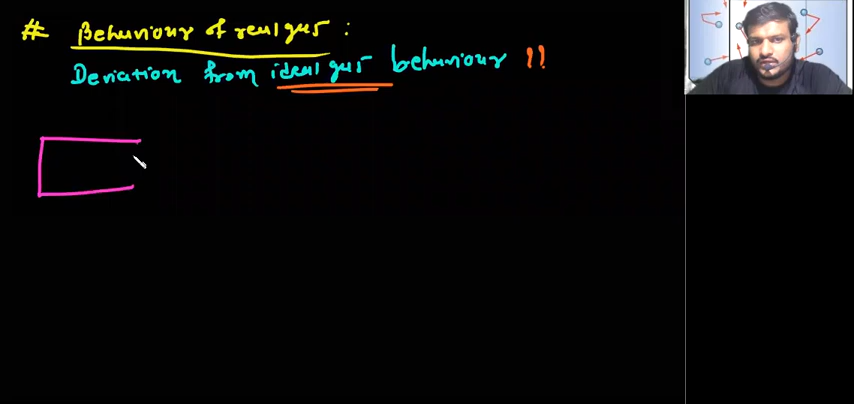 # Behaviour of real gas :
Deviation from ideal gas behaviour !!